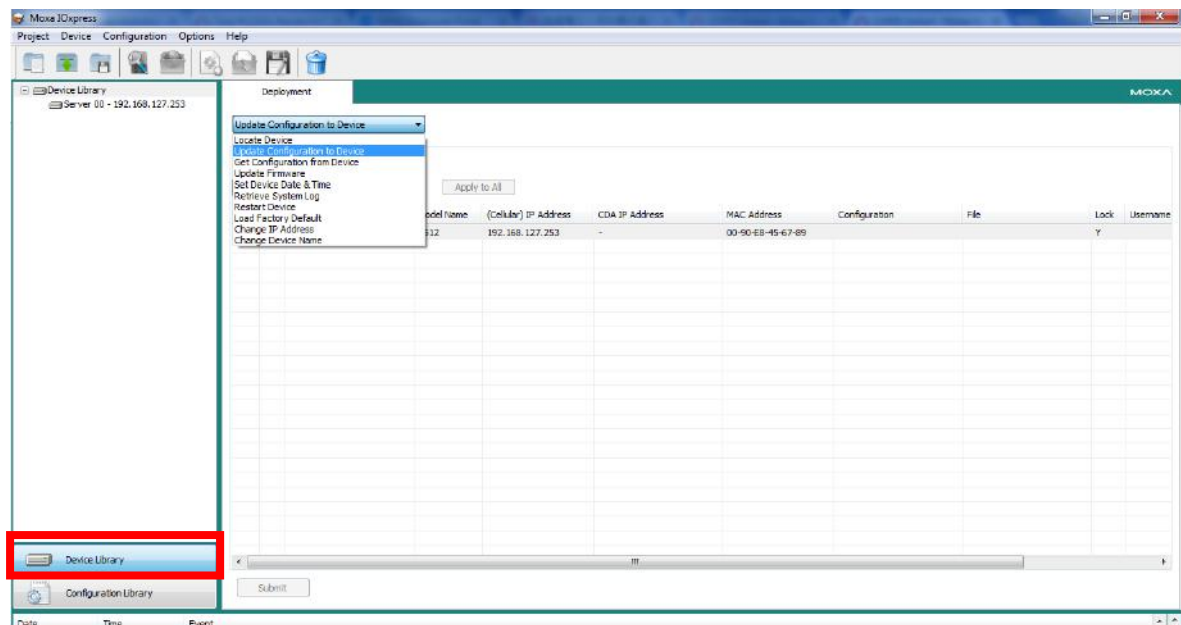 Moxa IOxpress
Project Device Configuration Options Help
Device Library
Server 00 - 192.168.127.253
Deployment
MOXA
Update Configuration to Device
Locate Device
Update Configuration to Device
Get Configuration from Device
Update Firmware
Set Device Date & Time
Retrieve System Log
Restart Device
Load Factory Default
Change IP Address
Change Device Name
Apply to All
odel Name (Cellular) IP Address CDA IP Address MAC Address Configuration File Lock Username
512 192.168.127.253 - 00-90-E8-45-67-89 Y
Device Library
Configuration Library
Submit
Date Time Event